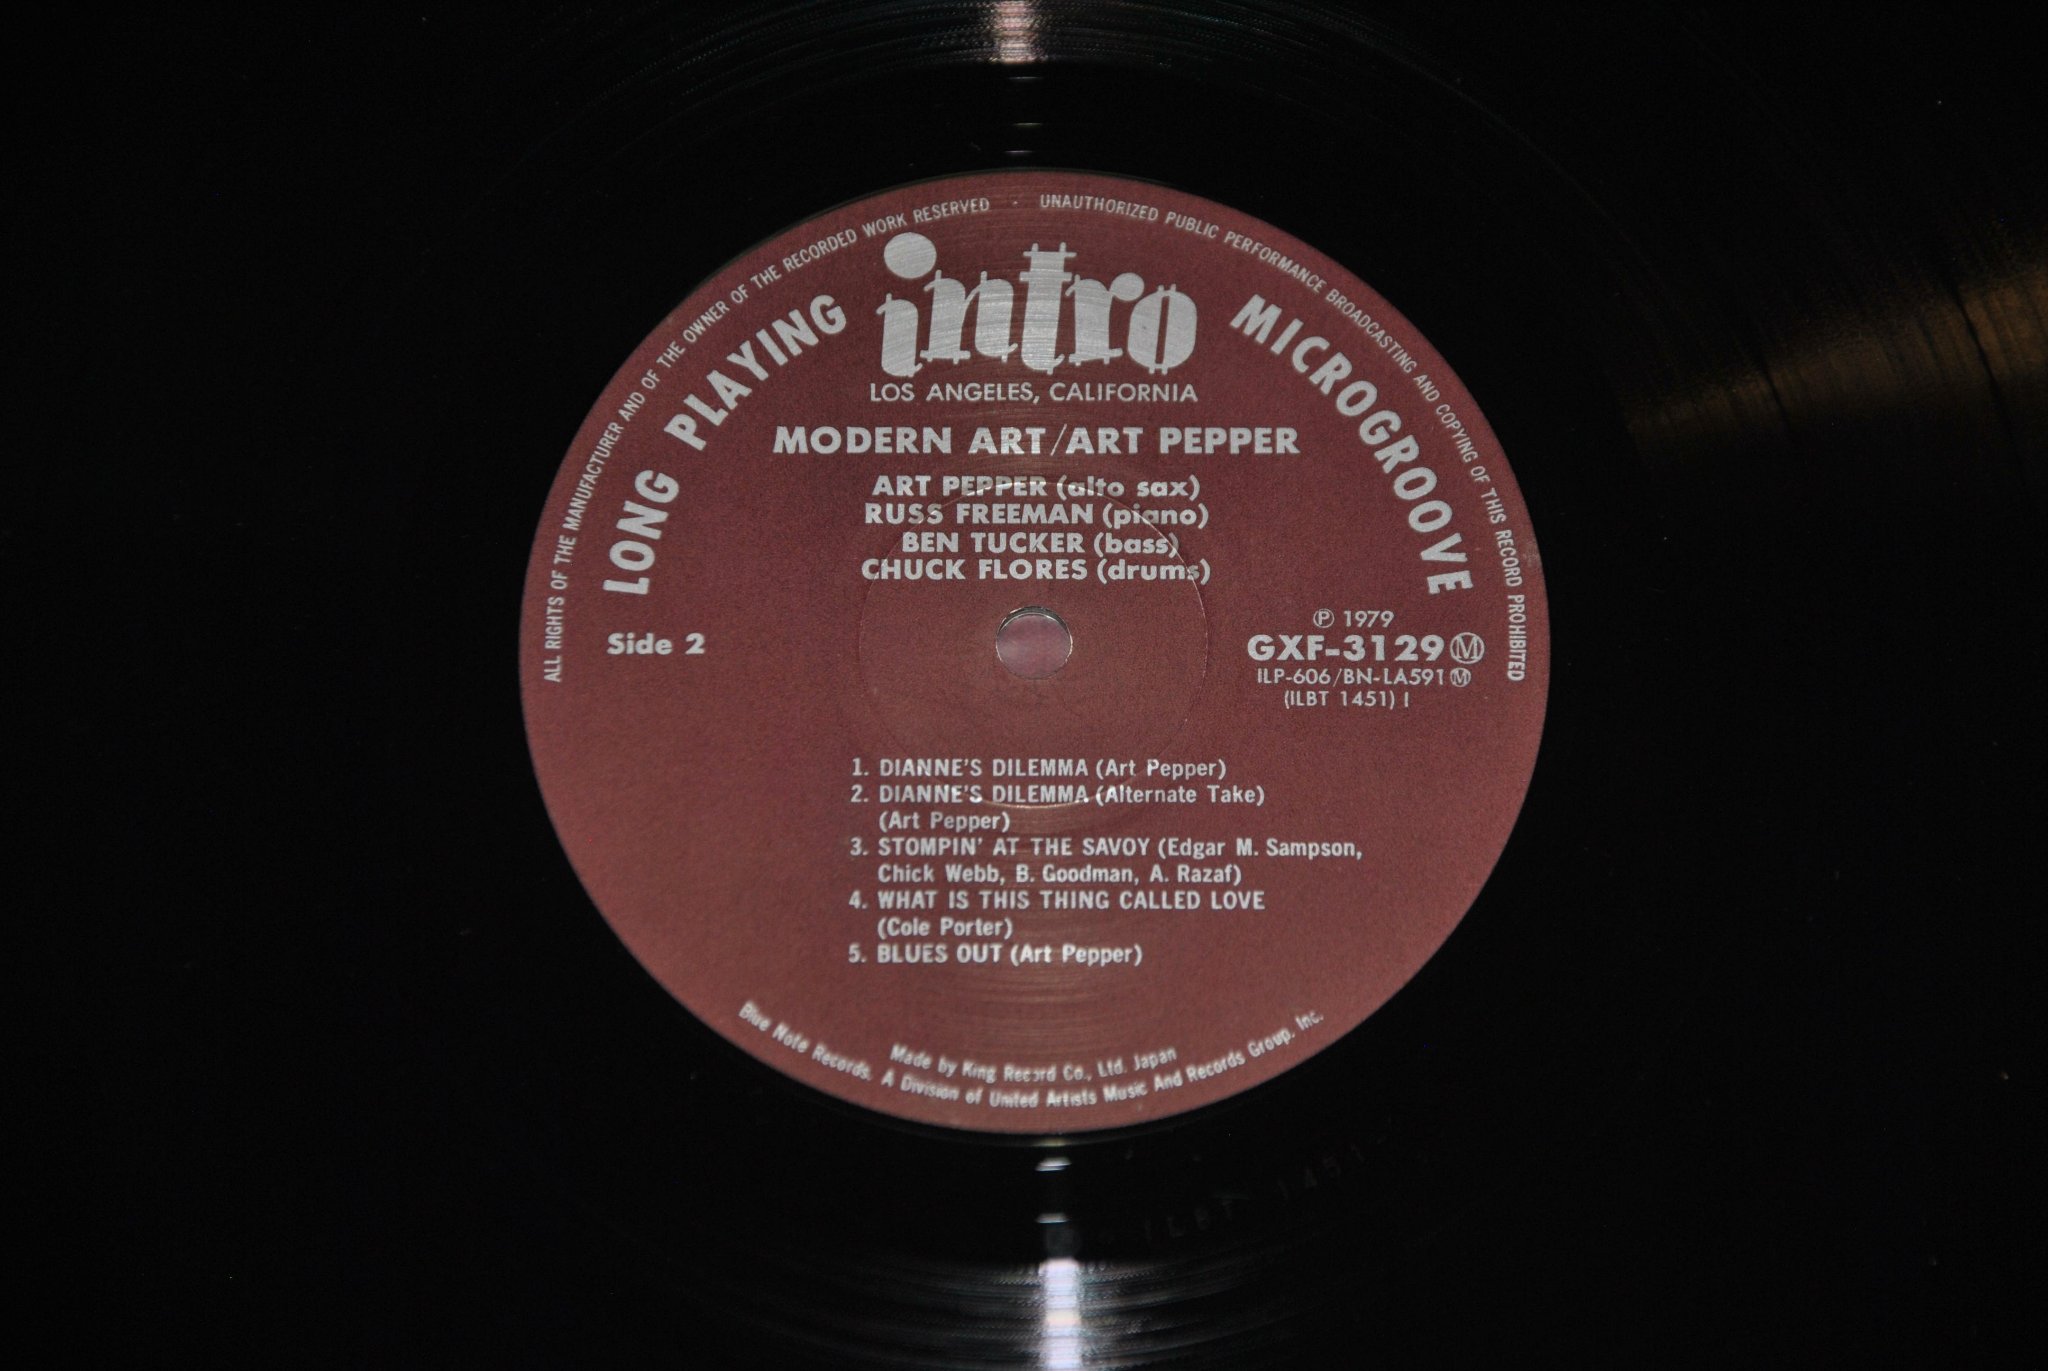 ALL RIGHTS OF THE MANUFACTURER AND OF THE OWNER OF THE RECORDED WORK RESERVED · UNAUTHORIZED PUBLIC PERFORMANCE BROADCASTING AND COPYING OF THIS RECORD PROHIBITED
LONG PLAYING
intro
MICROGROOVE
LOS ANGELES, CALIFORNIA
MODERN ART/ART PEPPER
ART PEPPER (alto sax)
RUSS FREEMAN (piano)
BEN TUCKER (bass)
CHUCK FLORES (drums)
Side 2
Ⓟ 1979
GXF-3129 Ⓜ
ILP-606/BN-LA591 Ⓜ
(ILBT 1451) I
1. DIANNE'S DILEMMA (Art Pepper)
2. DIANNE'S DILEMMA (Alternate Take)
(Art Pepper)
3. STOMPIN' AT THE SAVOY (Edgar M. Sampson,
Chick Webb, B. Goodman, A. Razaf)
4. WHAT IS THIS THING CALLED LOVE
(Cole Porter)
5. BLUES OUT (Art Pepper)
Made by King Record Co., Ltd. Japan
Blue Note Records. A Division of United Artists Music And Records Group, Inc.
ILBT 1451